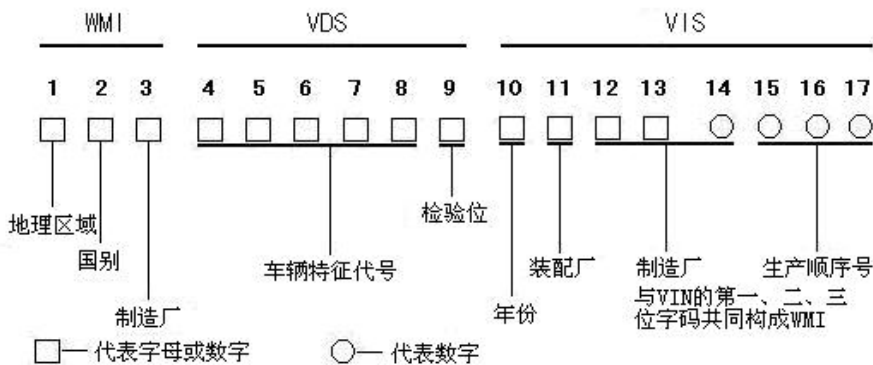 WMI VDS VIS
1 2 3 4 5 6 7 8 9 10 11 12 13 14 15 16 17
地理区域
国别
制造厂
车辆特征代号
检验位
年份
装配厂
制造厂
与VIN的第一、二、三
位字码共同构成WMI
生产顺序号
代表字母或数字
代表数字